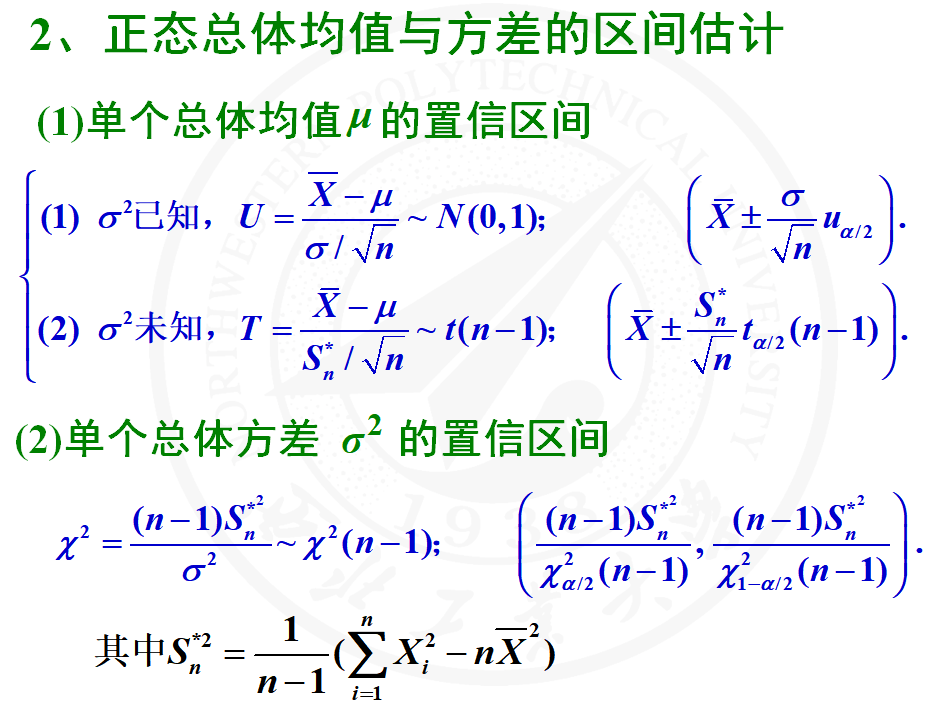 2、正态总体均值与方差的区间估计
(1)单个总体均值μ的置信区间
(1) σ²已知，U = (X̄ − μ)/(σ/√n) ~ N(0,1); (X̄ ± σ/√n u_{α/2}).
(2) σ²未知，T = (X̄ − μ)/(S_n^*/√n) ~ t(n−1); (X̄ ± S_n^*/√n t_{α/2}(n−1)).
(2)单个总体方差 σ² 的置信区间
χ² = (n−1)S_n^{*2}/σ² ~ χ²(n−1); ((n−1)S_n^{*2}/χ²_{α/2}(n−1), (n−1)S_n^{*2}/χ²_{1−α/2}(n−1)).
其中S_n^{*2} = 1/(n−1) (∑_{i=1}^{n} X_i² − nX̄²)